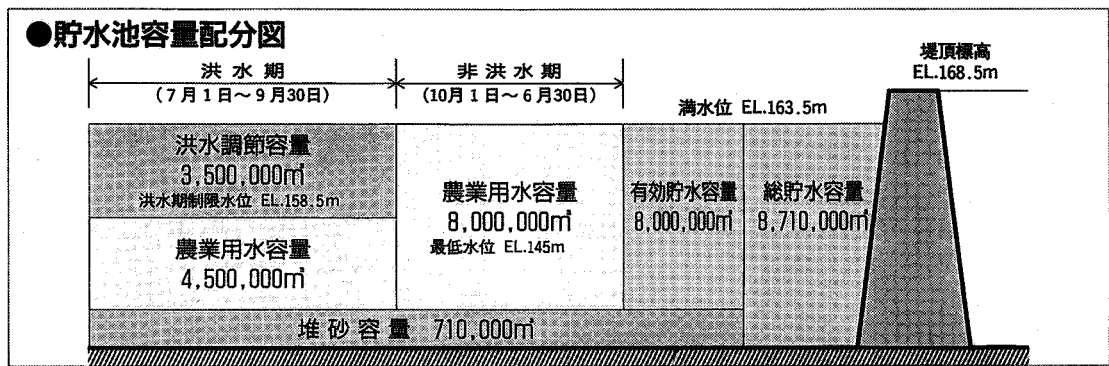 ●貯水池容量配分図
洪水期
(7月1日～9月30日)
非洪水期
(10月1日～6月30日)
堤頂標高
EL.168.5m
満水位 EL.163.5m
洪水調節容量
3,500,000㎥
洪水期制限水位 EL.158.5m
農業用水容量
4,500,000㎥
農業用水容量
8,000,000㎥
最低水位 EL.145m
有効貯水容量
8,000,000㎥
総貯水容量
8,710,000㎥
堆砂容量 710,000㎥